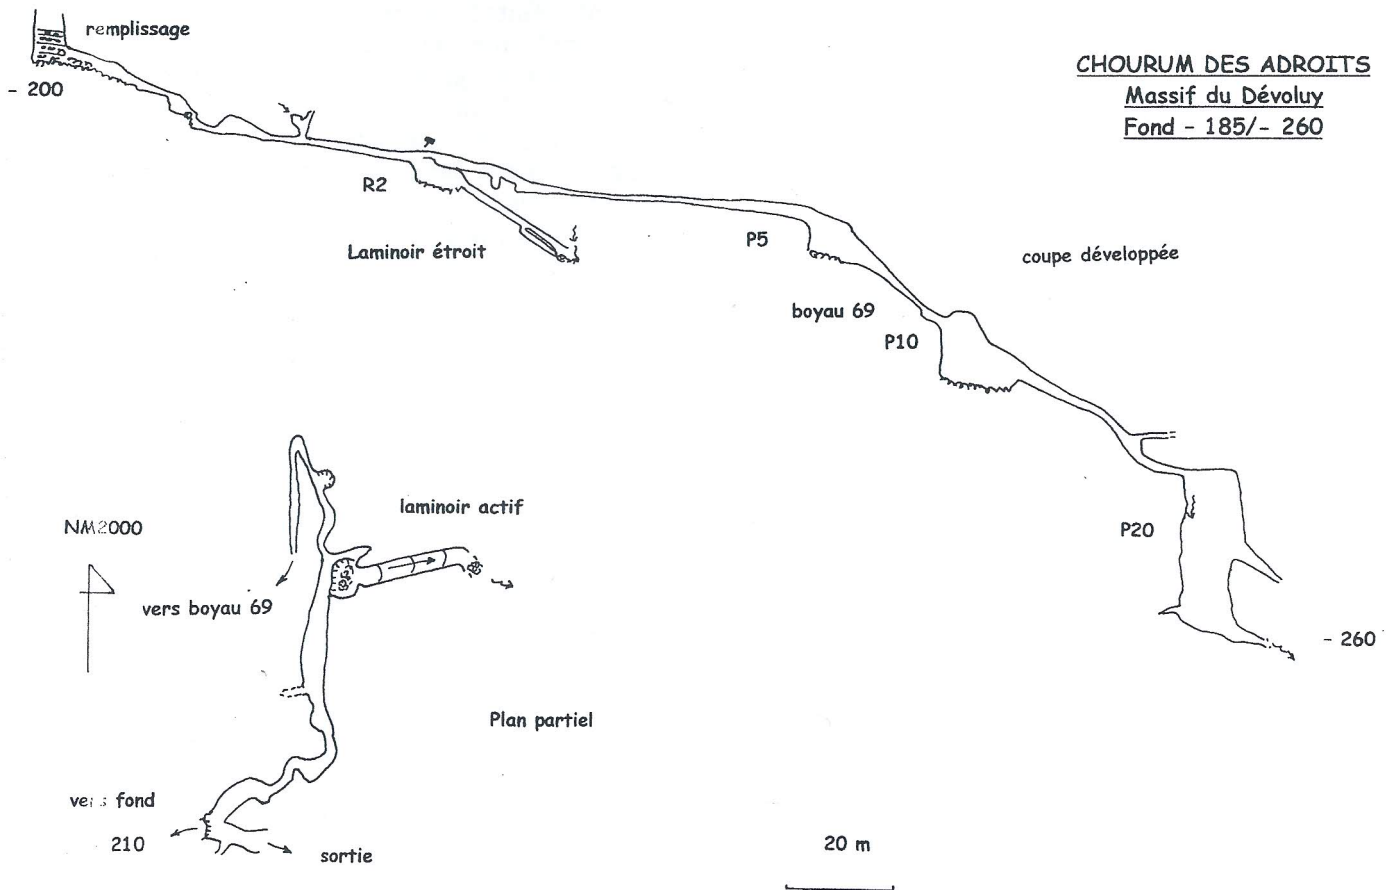 remplissage
CHOURUM DES ADROITS
Massif du Dévoluy
Fond - 185/- 260
- 200
R2
Laminoir étroit
P5
coupe développée
boyau 69
P10
laminoir actif
NM2000
P20
vers boyau 69
- 260
Plan partiel
vers fond
210
sortie
20 m